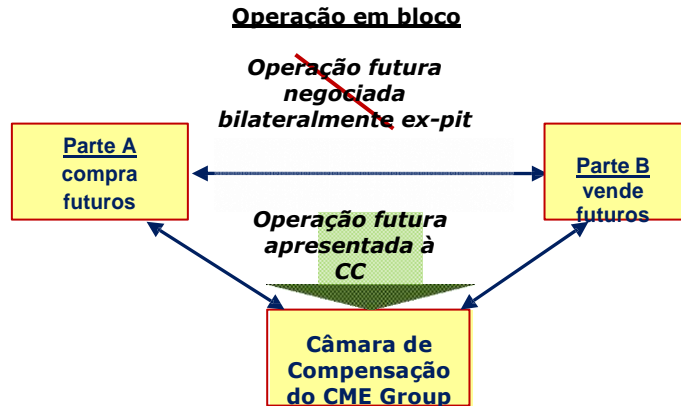 Operação em bloco
Operação futura
negociada
bilateralmente ex-pit
Parte A
compra
futuros
Parte B
vende
futuros
Operação futura
apresentada à
CC
Câmara de
Compensação
do CME Group